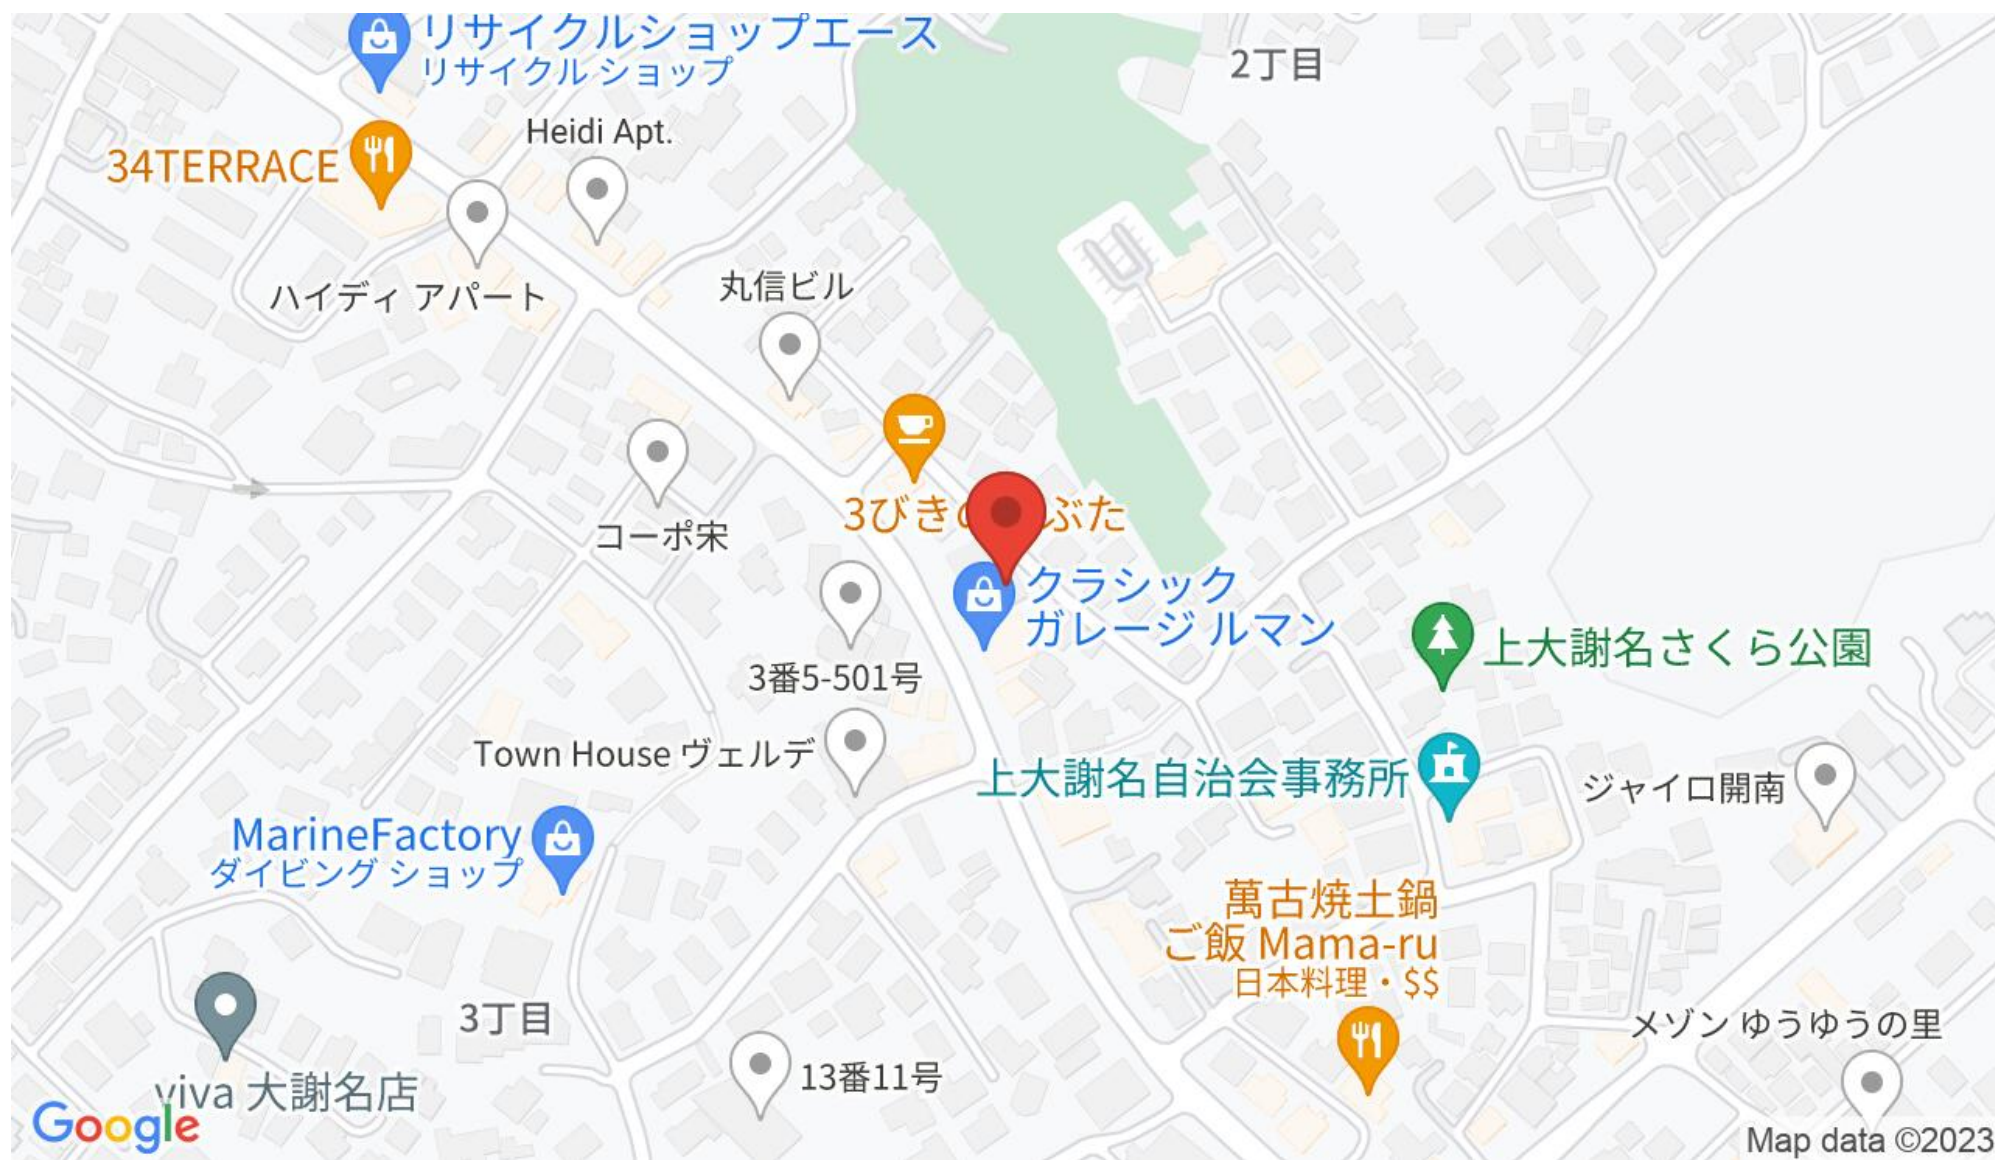 リサイクルショップエース
リサイクル ショップ
2丁目
Heidi Apt.
34TERRACE
ハイディ アパート
丸信ビル
3びき
ぶた
コーポ宋
クラシック
ガレージ ルマン
3番5-501号
上大謝名さくら公園
Town House ヴェルデ
上大謝名自治会事務所
ジャイロ開南
MarineFactory
ダイビング ショップ
萬古焼土鍋
ご飯 Mama-ru
日本料理・$$
3丁目
メゾン ゆうゆうの里
13番11号
viva 大謝名店
Google
Map data ©2023